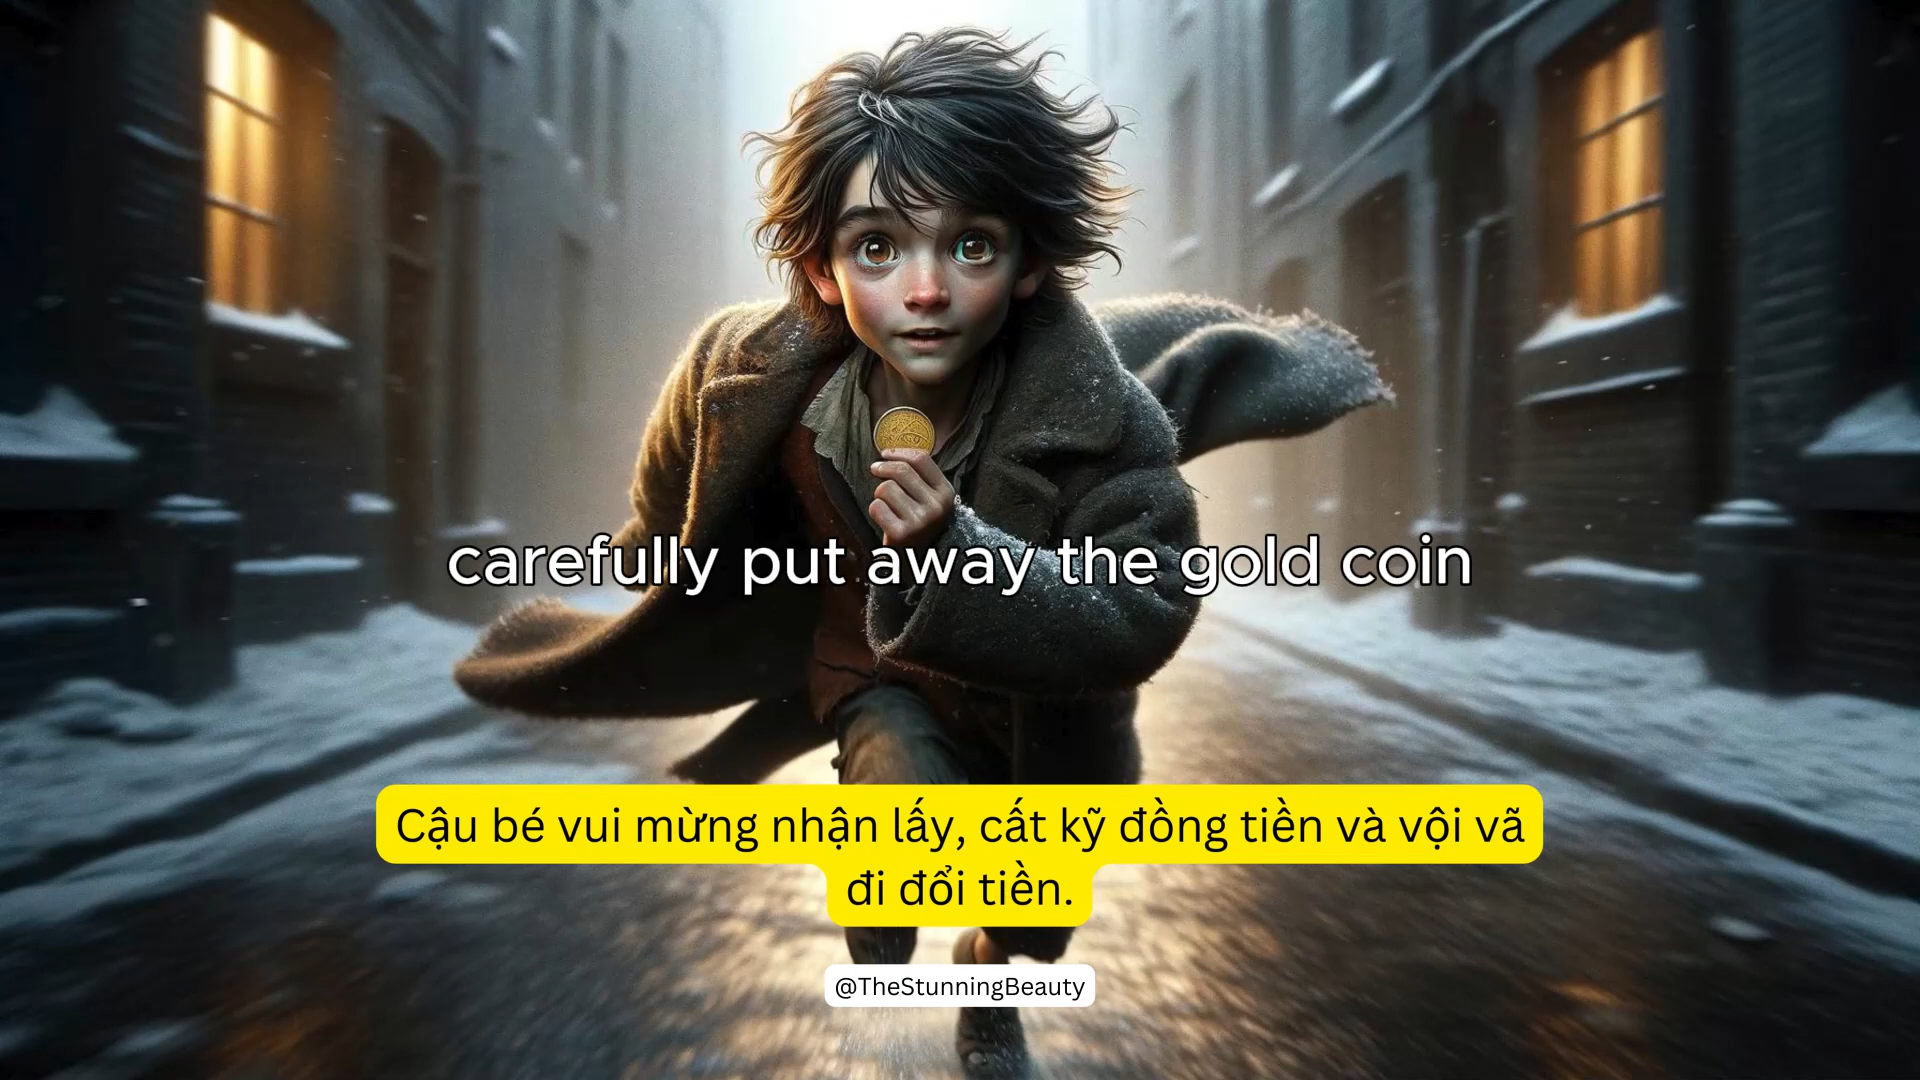 carefully put away the gold coin
Cậu bé vui mừng nhận lấy, cất kỹ đồng tiền và vội vã
đi đổi tiền.
@TheStunningBeauty